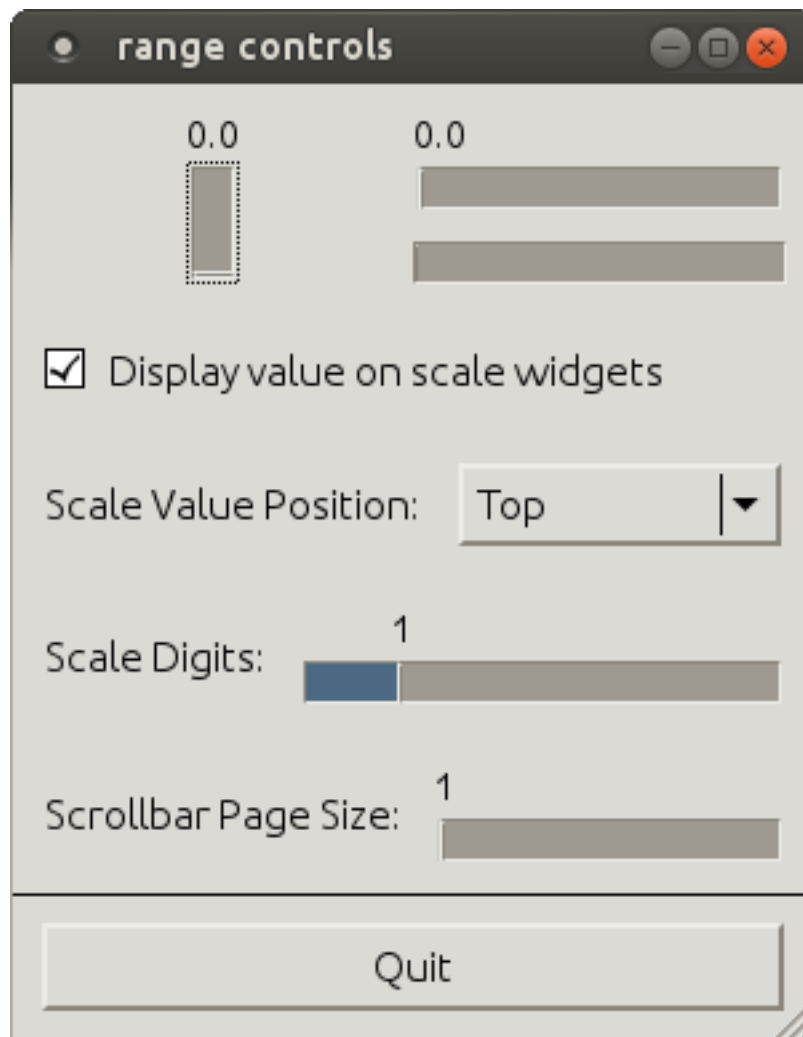 range controls
0.0 0.0
Display value on scale widgets
Scale Value Position: Top
1
Scale Digits:
1
Scrollbar Page Size:
Quit